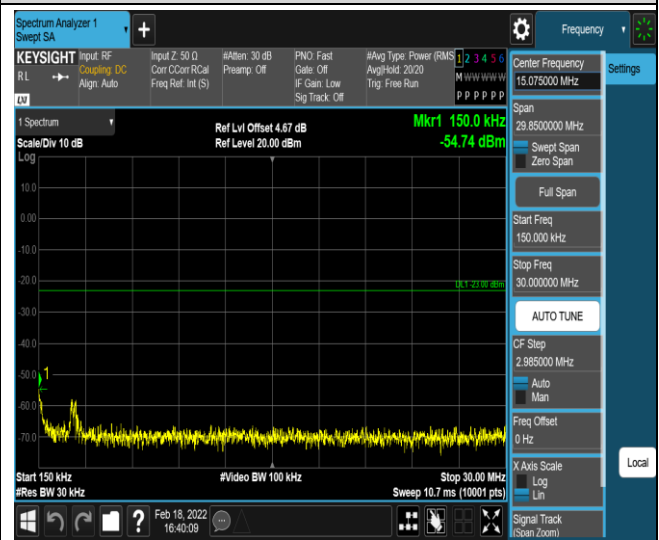 Spectrum Analyzer 1
Swept SA
+
Frequency
KEYSIGHT
RL
LXI
Input: RF
Coupling: DC
Align: Auto
Input Z: 50 Ω
Corr CCorr RCal
Freq Ref: Int (S)
#Atten: 30 dB
Preamp: Off
PNO: Fast
Gate: Off
IF Gain: Low
Sig Track: Off
#Avg Type: Power (RMS
Avg|Hold: 20/20
Trig: Free Run
1 2 3 4 5 6
M W W W W W
P P P P P P
1 Spectrum
Scale/Div 10 dB
Log
Ref Lvl Offset 4.67 dB
Ref Level 20.00 dBm
Mkr1 150.0 kHz
-54.74 dBm
10.0
0.00
-10.0
-20.0
DL1 -23.00 dBm
-30.0
-40.0
-50.0
1
-60.0
-70.0
Start 150 kHz
#Res BW 30 kHz
#Video BW 100 kHz
Stop 30.00 MHz
Sweep 10.7 ms (10001 pts)
Center Frequency
15.075000 MHz
Span
29.8500000 MHz
Swept Span
Zero Span
Full Span
Start Freq
150.000 kHz
Stop Freq
30.000000 MHz
AUTO TUNE
CF Step
2.985000 MHz
Auto
Man
Freq Offset
0 Hz
X Axis Scale
Log
Lin
Signal Track
(Span Zoom)
Settings
Local
?
Feb 18, 2022
16:40:09